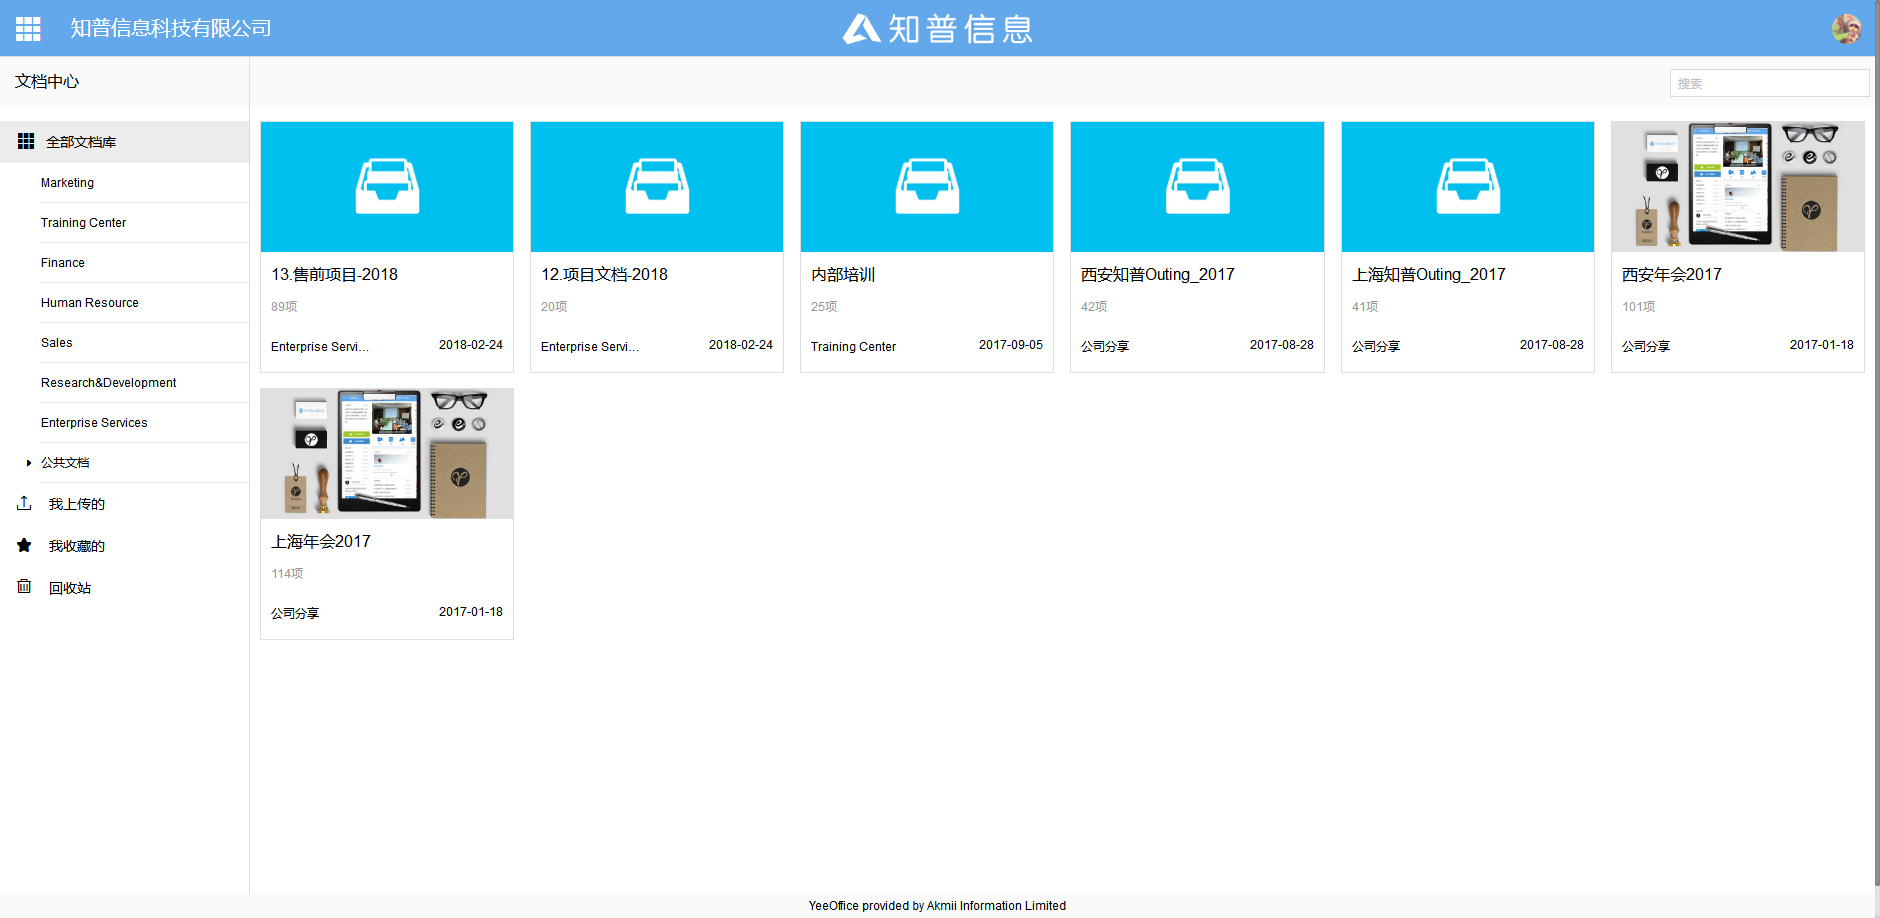 知普信息科技有限公司
知普信息
文档中心
搜索
全部文档库
Marketing
Training Center
Finance
Human Resource
Sales
Research&Development
Enterprise Services
公共文档
我上传的
我收藏的
回收站
13.售前项目-2018
89项
Enterprise Servi...
2018-02-24
12.项目文档-2018
20项
Enterprise Servi...
2018-02-24
内部培训
25项
Training Center
2017-09-05
西安知普Outing_2017
42项
公司分享
2017-08-28
上海知普Outing_2017
41项
公司分享
2017-08-28
西安年会2017
101项
公司分享
2017-01-18
上海年会2017
114项
公司分享
2017-01-18
YeeOffice provided by Akmii Information Limited